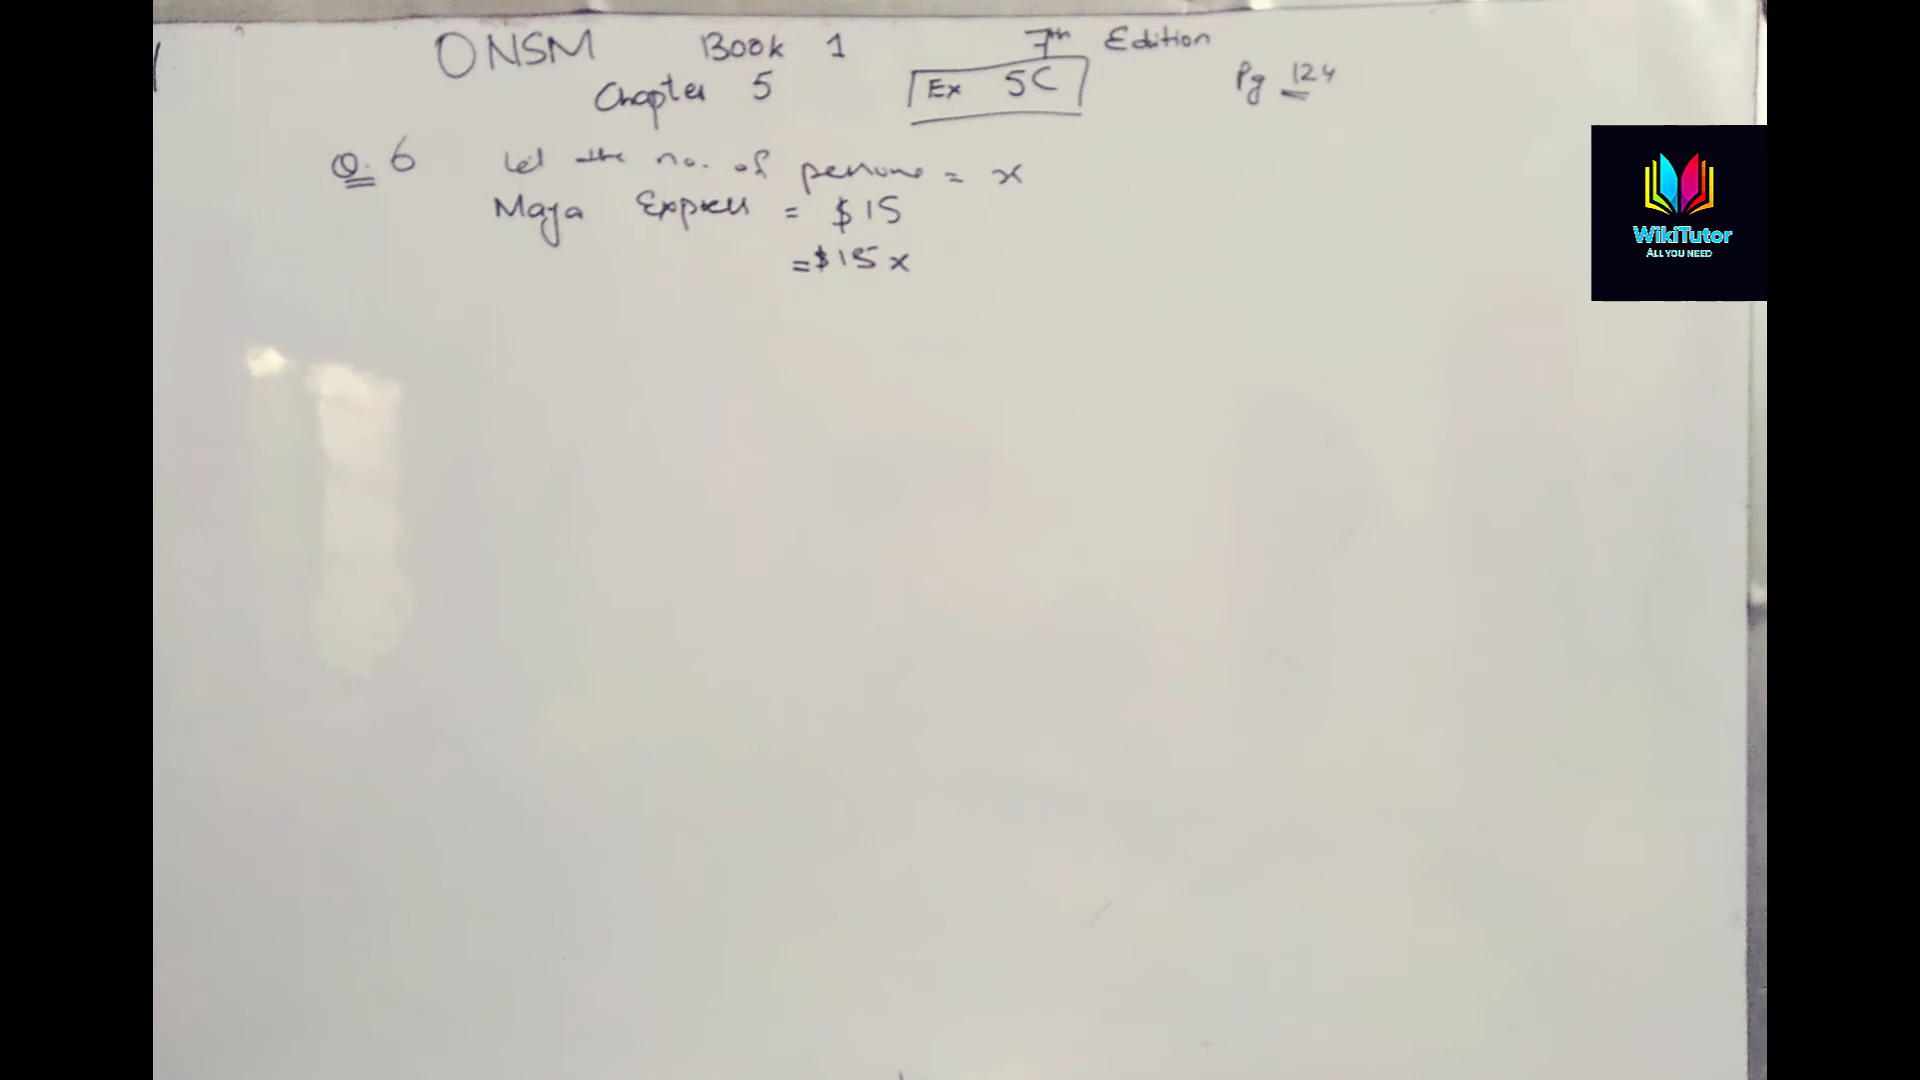 ONSM Book 1 7th Edition
Chapter 5 Ex 5C Pg 124
Q. 6 Let the no. of persons = x
Maja Express = $15
= $15x
WikiTutor
ALL YOU NEED